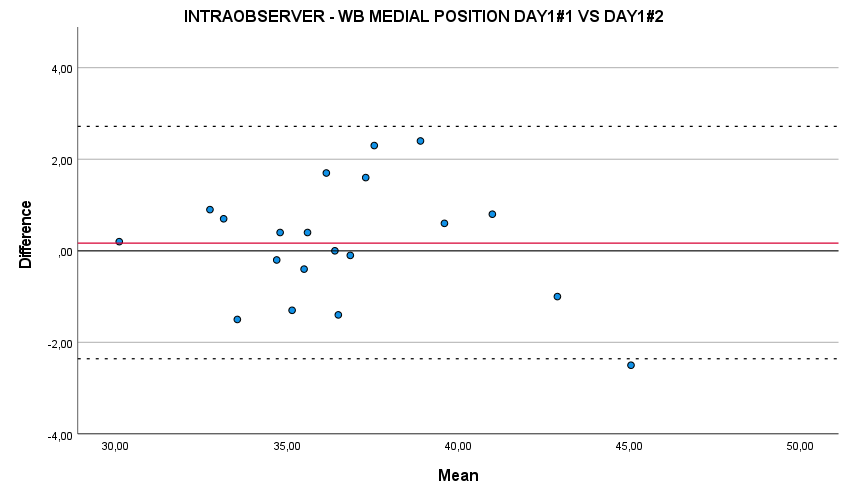 INTRAOBSERVER - WB MEDIAL POSITION DAY1#1 VS DAY1#2
4,00
2,00
,00
-2,00
-4,00
Difference
30,00 35,00 40,00 45,00 50,00
Mean